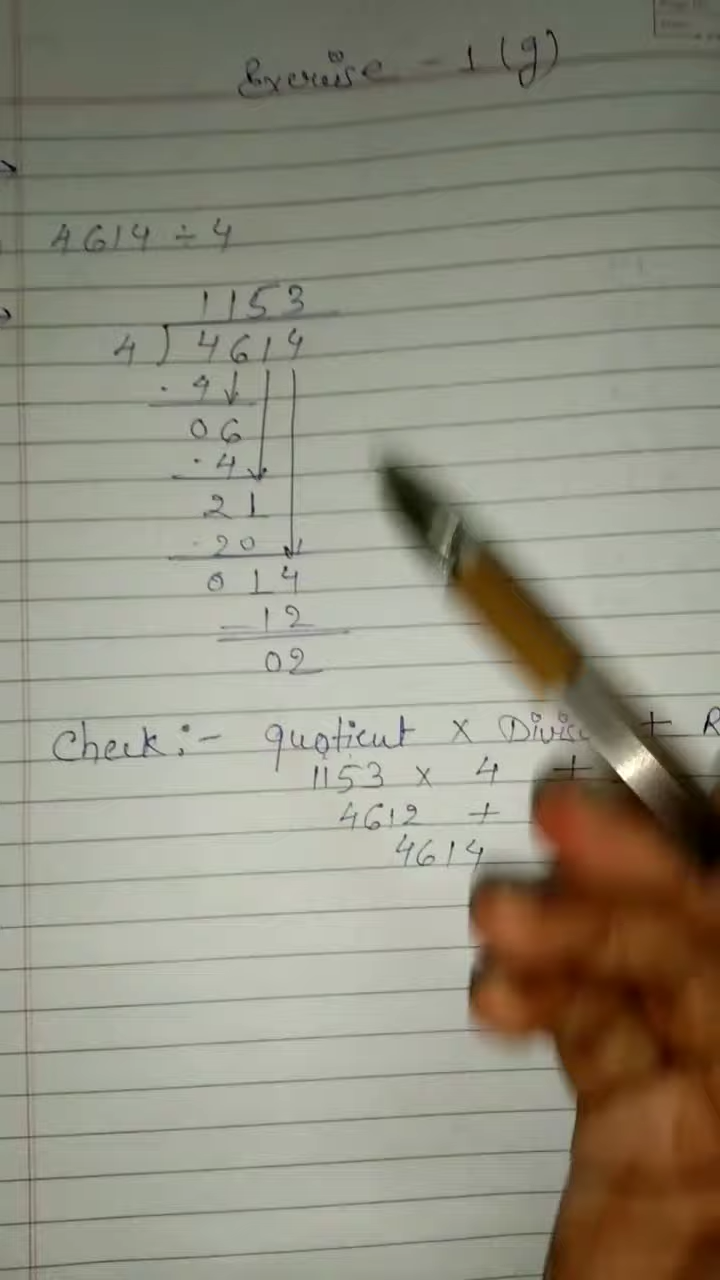 Exercise - 1(g)
4614 ÷ 4
1153
4 ) 4614
- 4
06
- 4
21
- 20
014
- 12
02
Check :- quotient x + R
1153 x 4 +
4612 +
4614